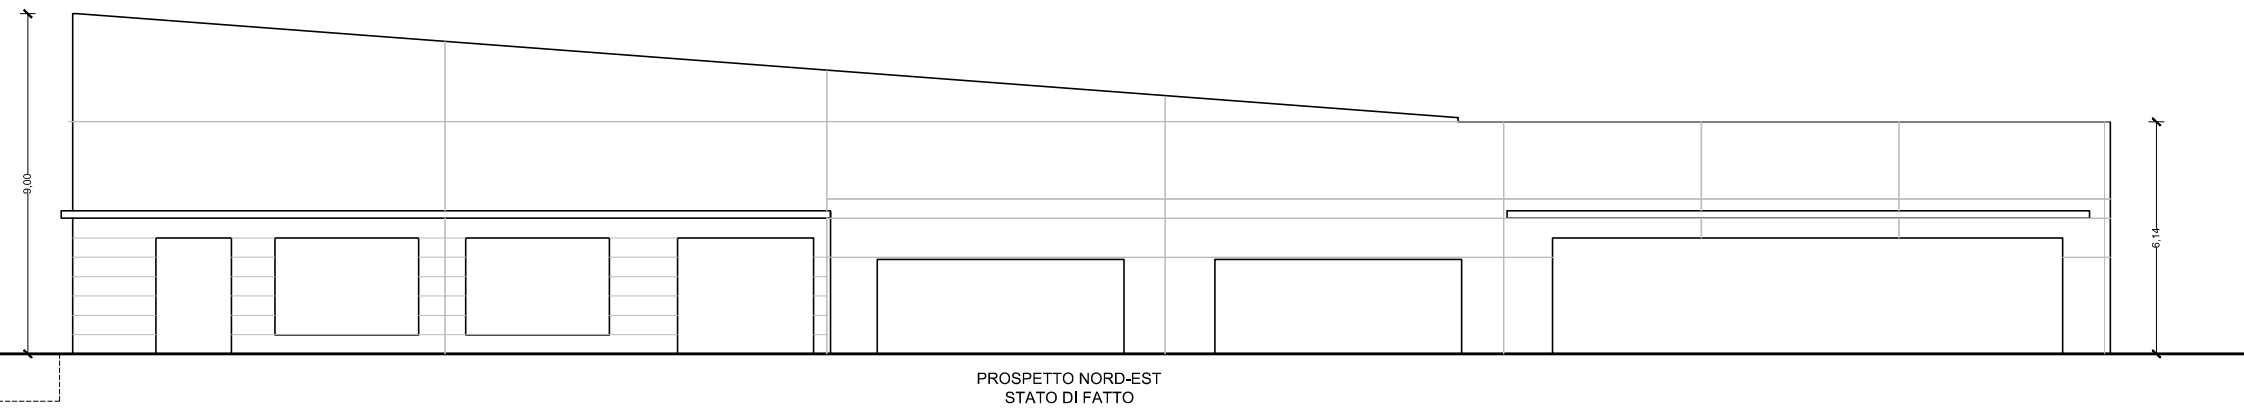 9,00
6,14
PROSPETTO NORD-EST
STATO DI FATTO